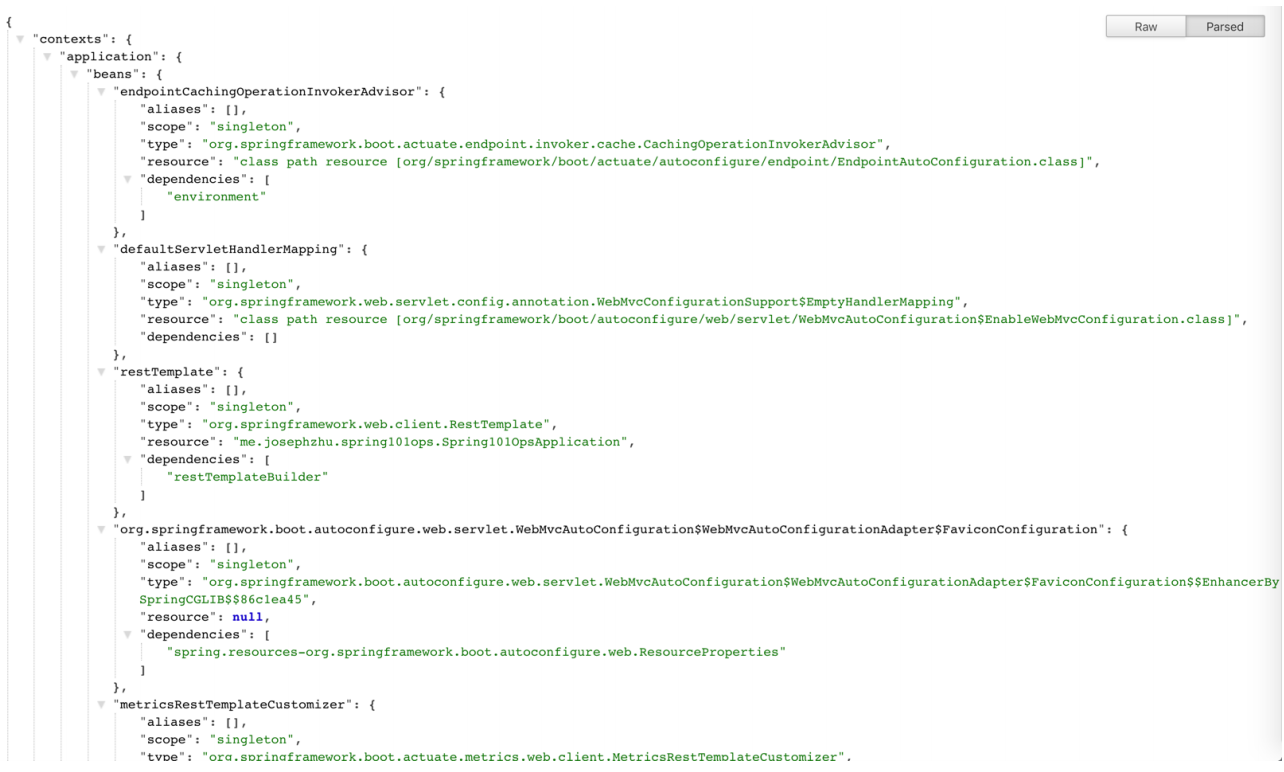 {
Raw Parsed
"contexts": {
"application": {
"beans": {
"endpointCachingOperationInvokerAdvisor": {
"aliases": [],
"scope": "singleton",
"type": "org.springframework.boot.actuate.endpoint.invoker.cache.CachingOperationInvokerAdvisor",
"resource": "class path resource [org/springframework/boot/actuate/autoconfigure/endpoint/EndpointAutoConfiguration.class]",
"dependencies": [
"environment"
]
},
"defaultServletHandlerMapping": {
"aliases": [],
"scope": "singleton",
"type": "org.springframework.web.servlet.config.annotation.WebMvcConfigurationSupport$EmptyHandlerMapping",
"resource": "class path resource [org/springframework/boot/autoconfigure/web/servlet/WebMvcAutoConfiguration$EnableWebMvcConfiguration.class]",
"dependencies": []
},
"restTemplate": {
"aliases": [],
"scope": "singleton",
"type": "org.springframework.web.client.RestTemplate",
"resource": "me.josephzhu.spring101ops.Spring101OpsApplication",
"dependencies": [
"restTemplateBuilder"
]
},
"org.springframework.boot.autoconfigure.web.servlet.WebMvcAutoConfiguration$WebMvcAutoConfigurationAdapter$FaviconConfiguration": {
"aliases": [],
"scope": "singleton",
"type": "org.springframework.boot.autoconfigure.web.servlet.WebMvcAutoConfiguration$WebMvcAutoConfigurationAdapter$FaviconConfiguration$$EnhancerBy
SpringCGLIB$$86c1ea45",
"resource": null,
"dependencies": [
"spring.resources-org.springframework.boot.autoconfigure.web.ResourceProperties"
]
},
"metricsRestTemplateCustomizer": {
"aliases": [],
"scope": "singleton",
"type": "org.springframework.boot.actuate.metrics.web.client.MetricsRestTemplateCustomizer",